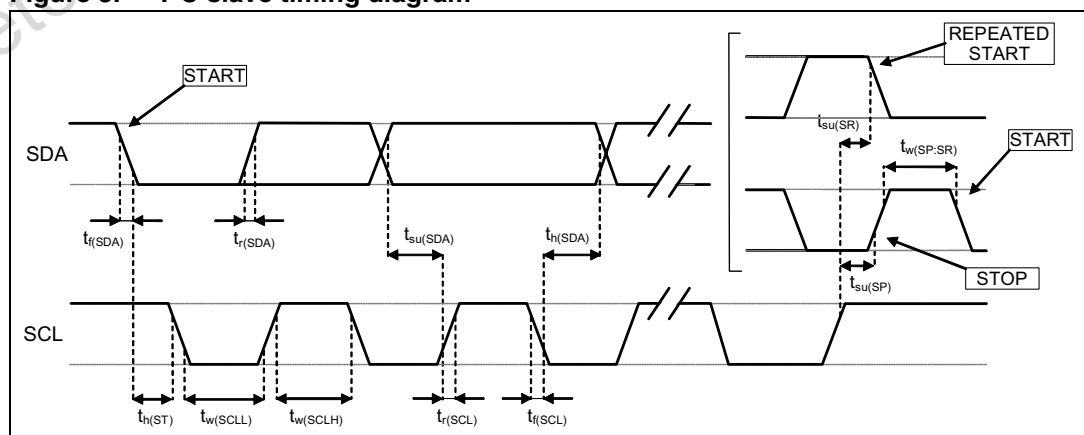 START
REPEATED
START
SDA
t_su(SR)
t_w(SP:SR)
START
t_f(SDA)
t_r(SDA)
t_su(SDA)
t_h(SDA)
t_su(SP)
STOP
SCL
t_h(ST)
t_w(SCLL)
t_w(SCLH)
t_r(SCL)
t_f(SCL)